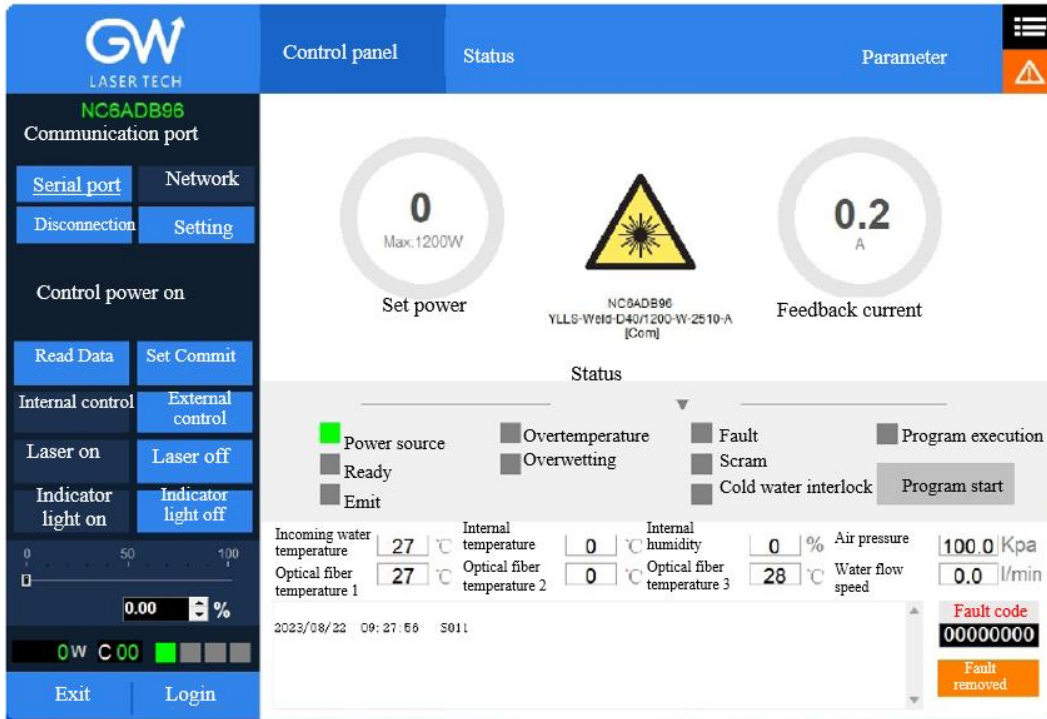 GW
LASER TECH
Control panel
Status
Parameter
NC6ADB96
Communication port
Serial port
Network
Disconnection
Setting
Control power on
Read Data
Set Commit
Internal control
External
control
Laser on
Laser off
Indicator
light on
Indicator
light off
0 50 100
0.00 %
0W C 00
Exit
Login
0
Max:1200W
Set power
NC6ADB96
YLLS-Weld-D40/1200-W-2510-A
[Com]
0.2
A
Feedback current
Status
Power source
Overtemperature
Fault
Program execution
Ready
Overwetting
Scram
Emit
Cold water interlock
Program start
Incoming water
temperature
27 ℃
Internal
temperature
0 ℃
Internal
humidity
0 %
Air pressure
100.0 Kpa
Optical fiber
temperature 1
27 ℃
Optical fiber
temperature 2
0 ℃
Optical fiber
temperature 3
28 ℃
Water flow
speed
0.0 l/min
2023/08/22 09:27:56 S011
Fault code
00000000
Fault
removed